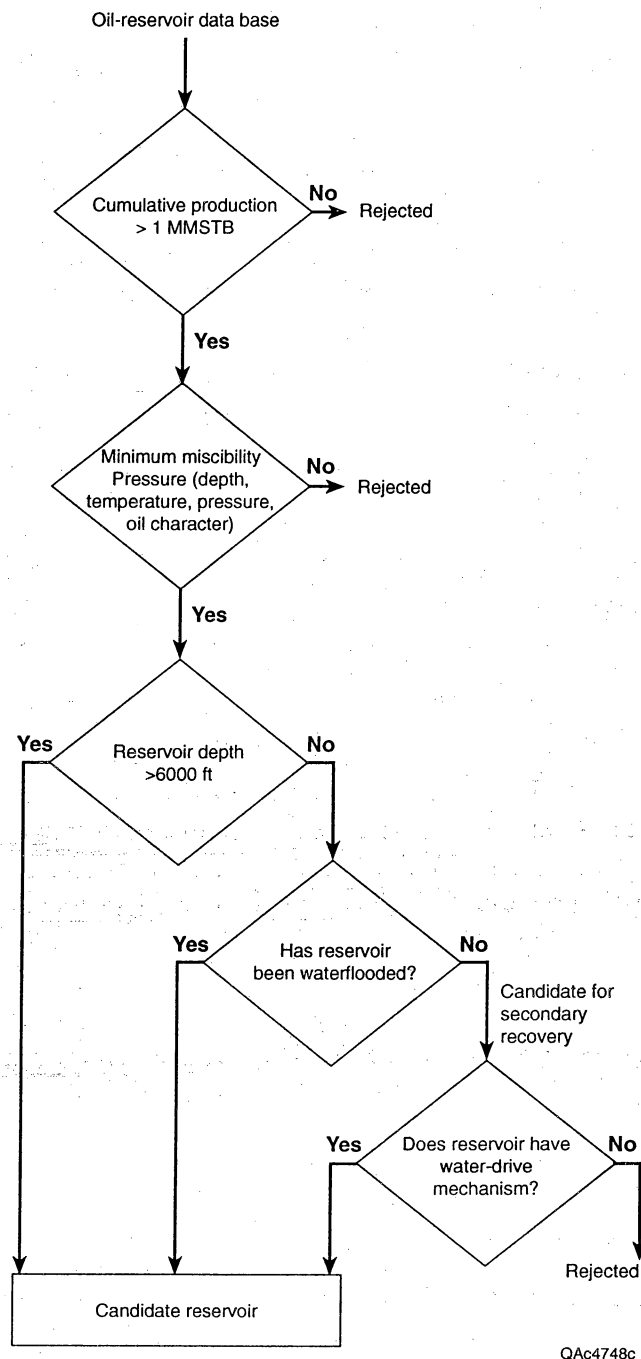 Oil-reservoir data base
Cumulative production
> 1 MMSTB
No
Rejected
Yes
Minimum miscibility
Pressure (depth,
temperature, pressure,
oil character)
No
Rejected
Yes
Yes
Reservoir depth
>6000 ft
No
Yes
Has reservoir
been waterflooded?
No
Candidate for
secondary
recovery
Yes
Does reservoir have
water-drive
mechanism?
No
Rejected
Candidate reservoir
QAc4748c